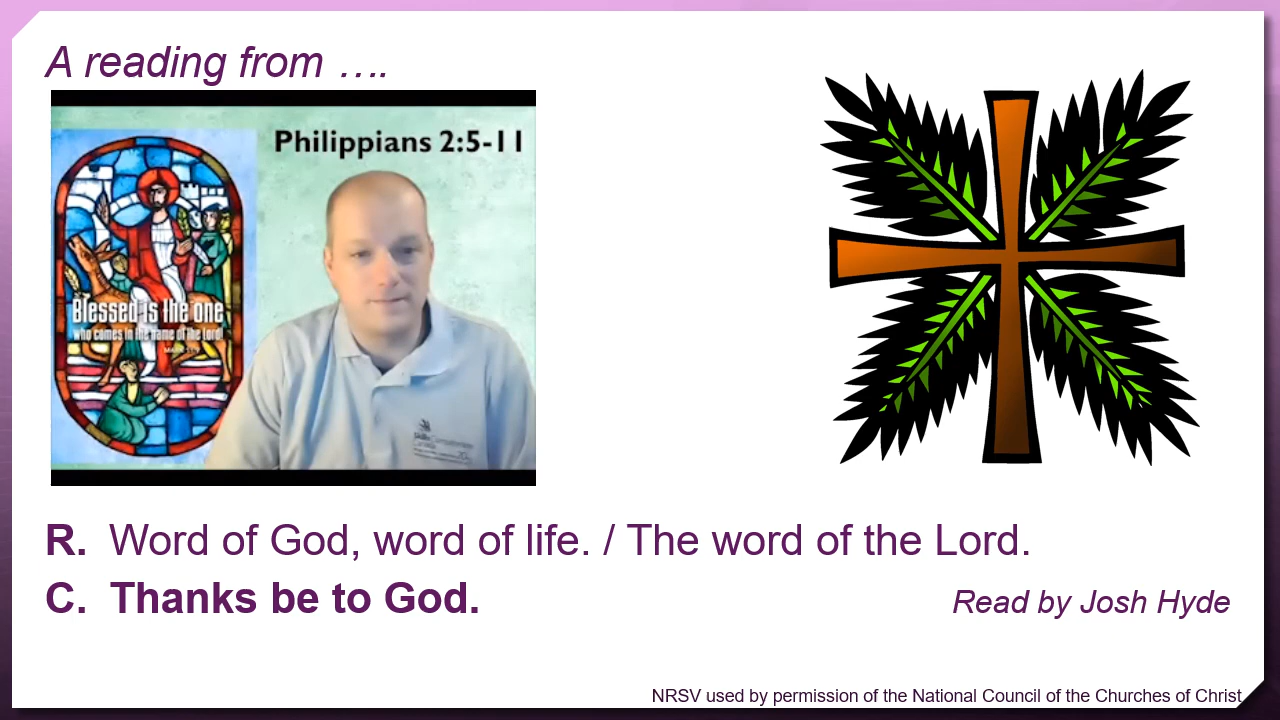 A reading from ….
Philippians 2:5-11
Blessed is the one
who comes in the name of the Lord!
R. Word of God, word of life. / The word of the Lord.
C. Thanks be to God.
Read by Josh Hyde
NRSV used by permission of the National Council of the Churches of Christ